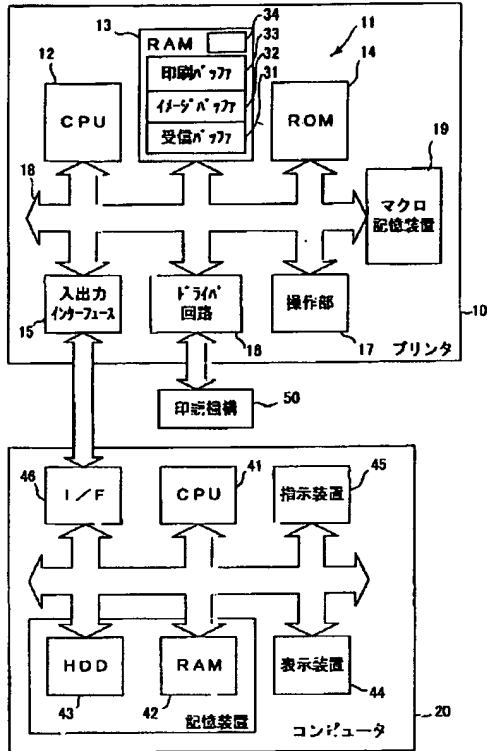 34
33
32
31
13
RAM
印刷バッファ
イメージバッファ
受信バッファ
11
12
CPU
14
ROM
19
マクロ
記憶装置
18
入出力
インターフェース
15
ドライバ
回路
16
操作部
17
プリンタ
10
印刷機構
50
46
I/F
41
CPU
45
指示装置
HDD
43
RAM
42
記憶装置
表示装置
44
コンピュータ
20